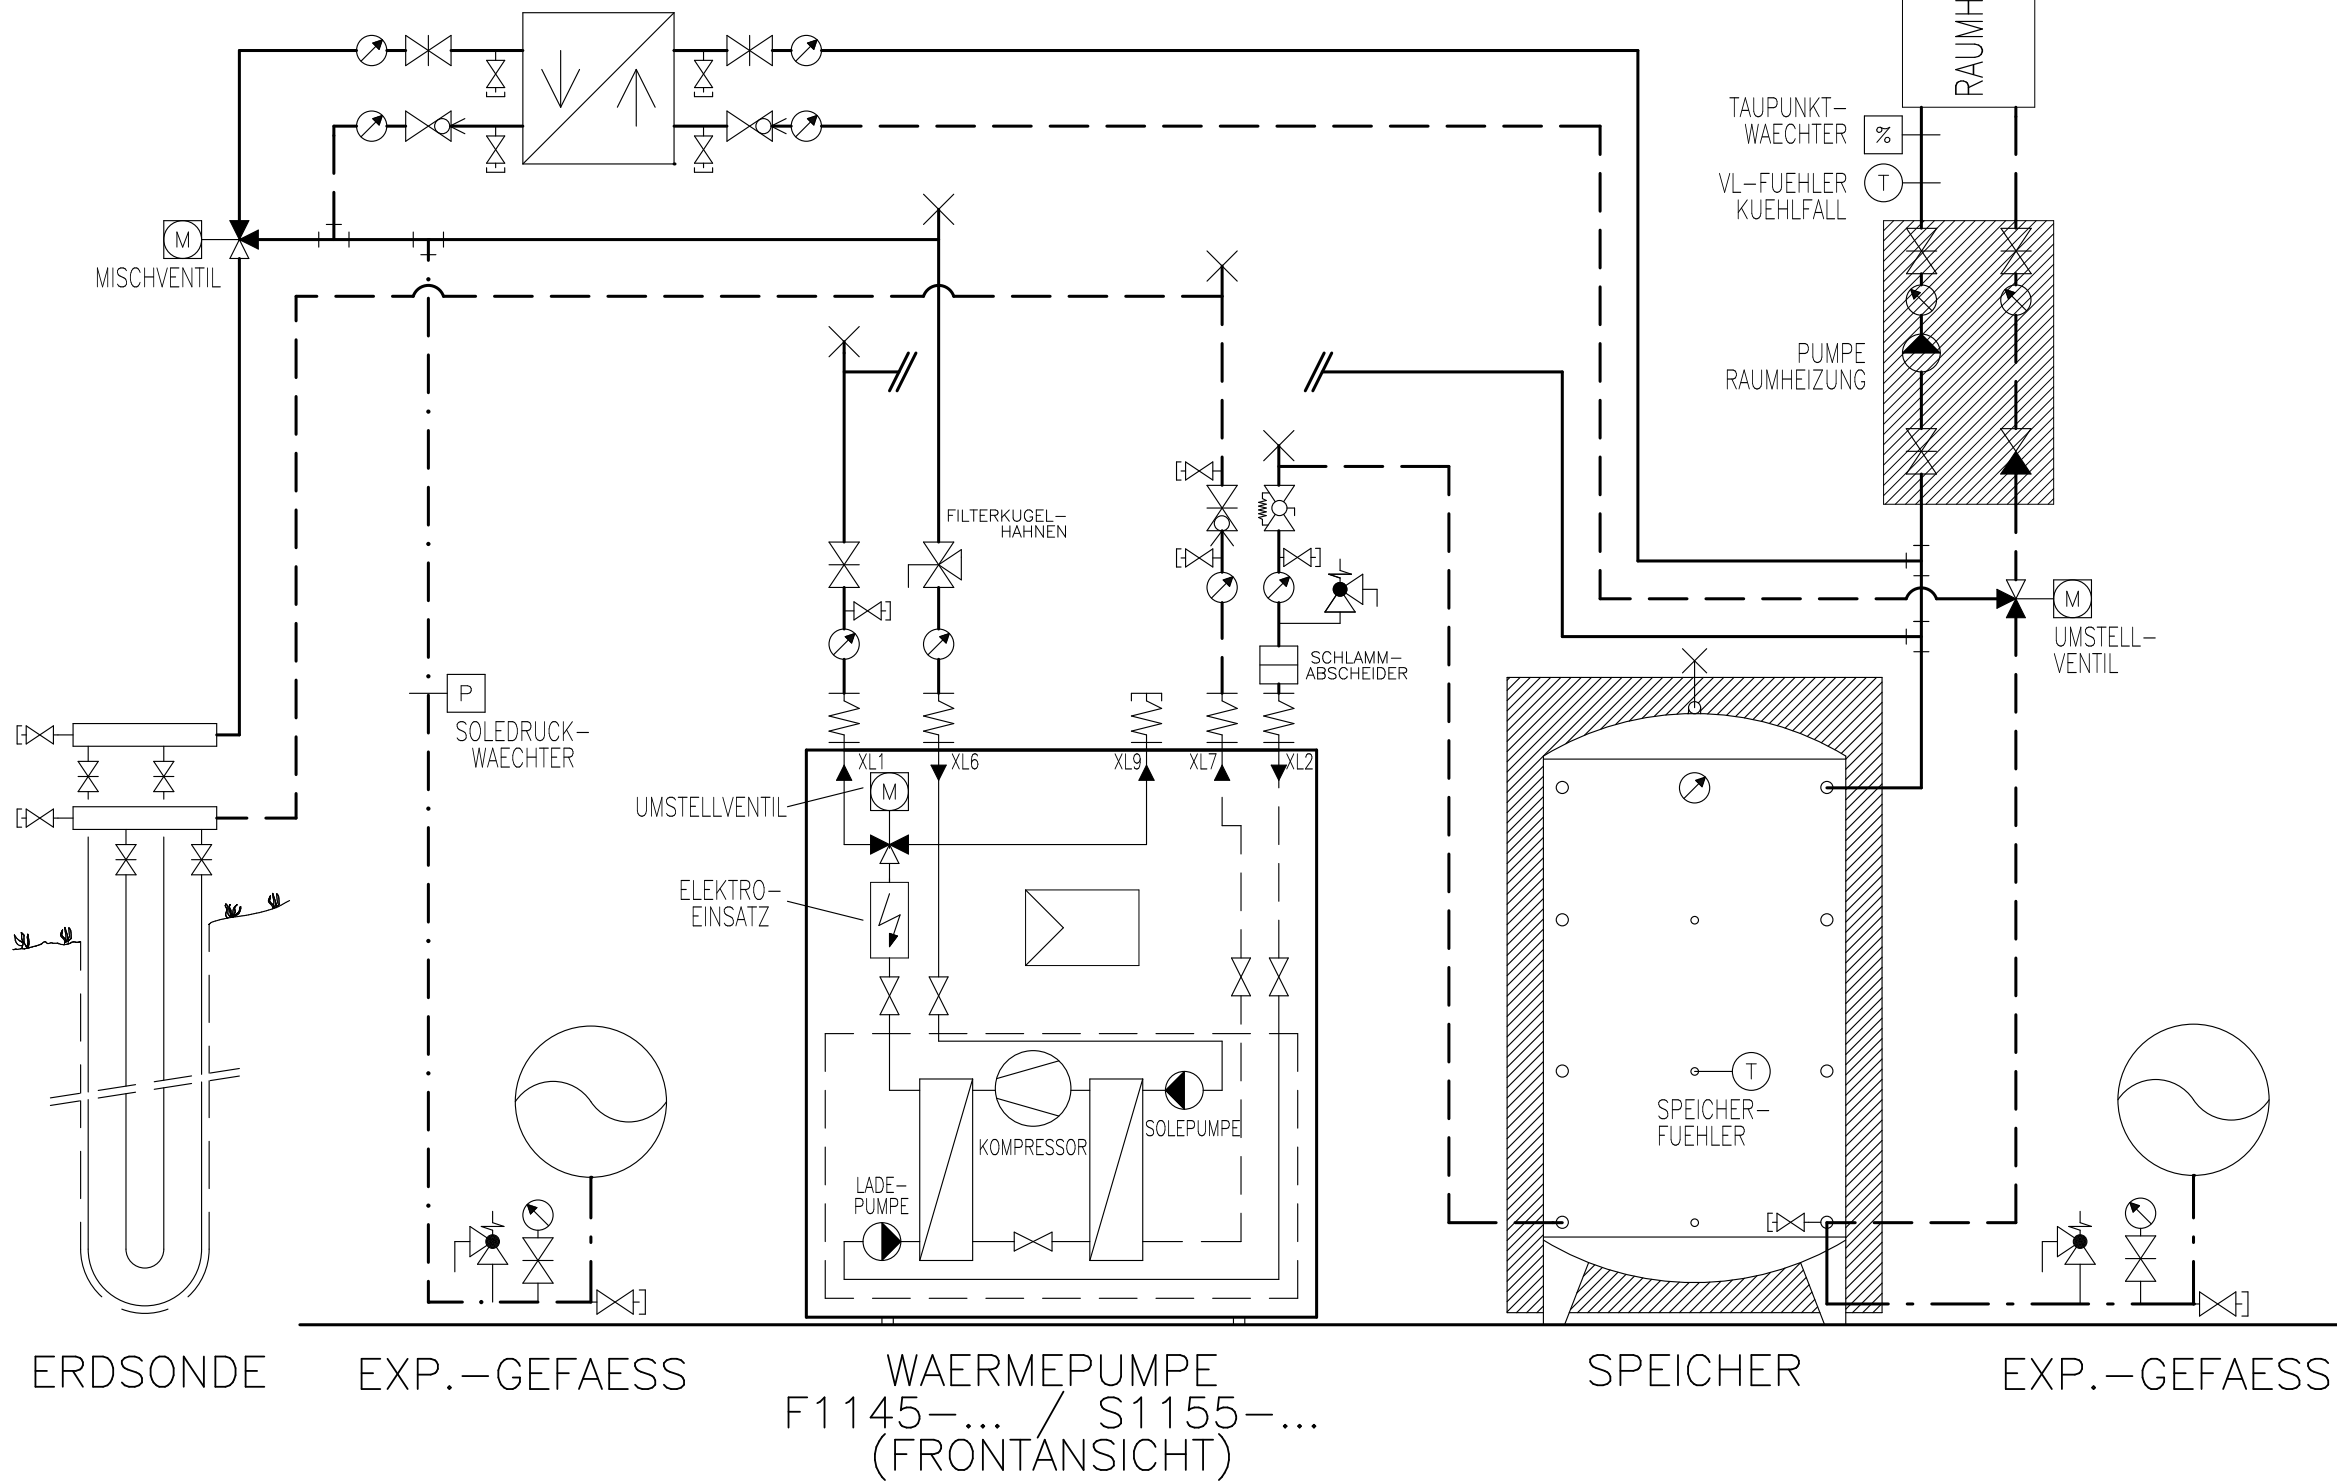 RAUMH
TAUPUNKT-
WAECHTER
%
VL-FUEHLER
KUEHLFALL
T
M
MISCHVENTIL
PUMPE
RAUMHEIZUNG
FILTERKUGEL-
HAHNEN
M
UMSTELL-
VENTIL
SCHLAMM-
ABSCHEIDER
P
SOLEDRUCK-
WAECHTER
XL1
XL6
XL9
XL7
XL2
M
UMSTELLVENTIL
ELEKTRO-
EINSATZ
KOMPRESSOR
SOLEPUMPE
LADE-
PUMPE
T
SPEICHER-
FUEHLER
ERDSONDE
EXP.-GEFAESS
WAERMEPUMPE
F1145-... / S1155-...
(FRONTANSICHT)
SPEICHER
EXP.-GEFAESS